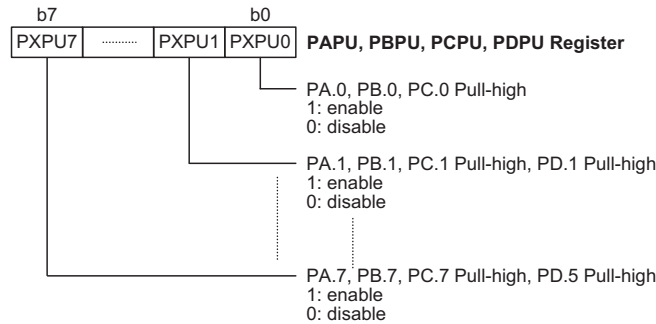 b7 b0
PXPU7 PXPU1 PXPU0 PAPU, PBPU, PCPU, PDPU Register
PA.0, PB.0, PC.0 Pull-high
1: enable
0: disable
PA.1, PB.1, PC.1 Pull-high, PD.1 Pull-high
1: enable
0: disable
PA.7, PB.7, PC.7 Pull-high, PD.5 Pull-high
1: enable
0: disable